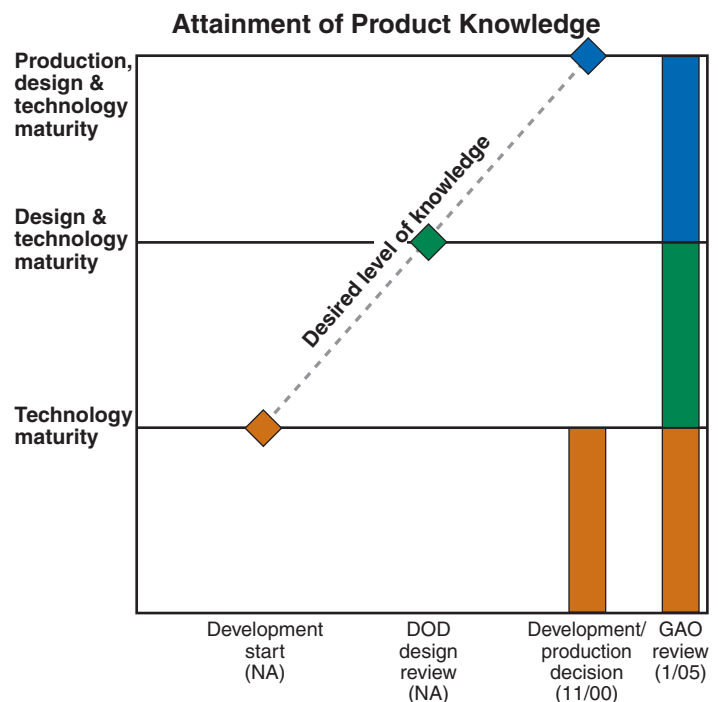 Attainment of Product Knowledge
Production,
design &
technology
maturity
Design &
technology
maturity
Technology
maturity
Desired level of knowledge
Development
start
(NA)
DOD
design
review
(NA)
Development/
production
decision
(11/00)
GAO
review
(1/05)